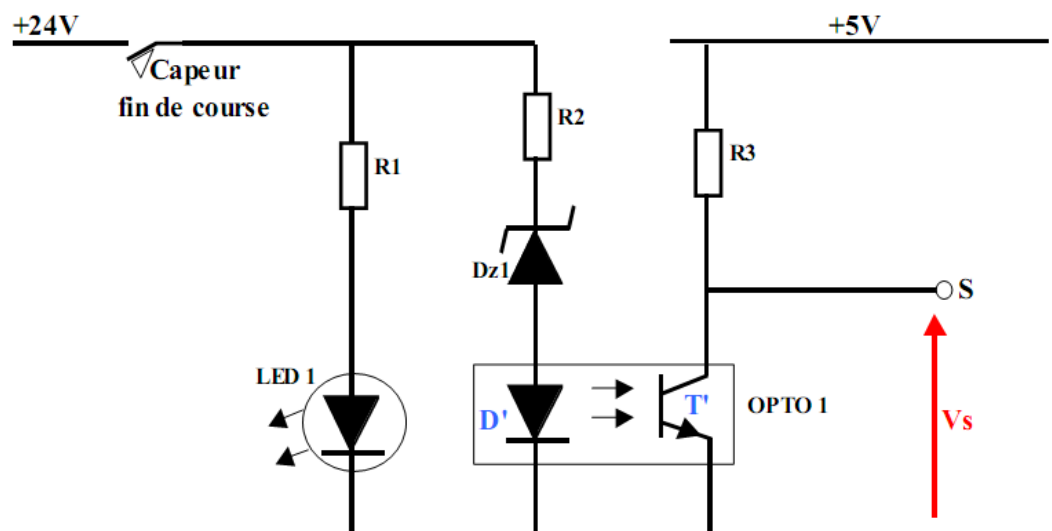 +24V
+5V
Capeur
fin de course
R1
R2
R3
Dz1
S
LED 1
D'
T'
OPTO 1
Vs